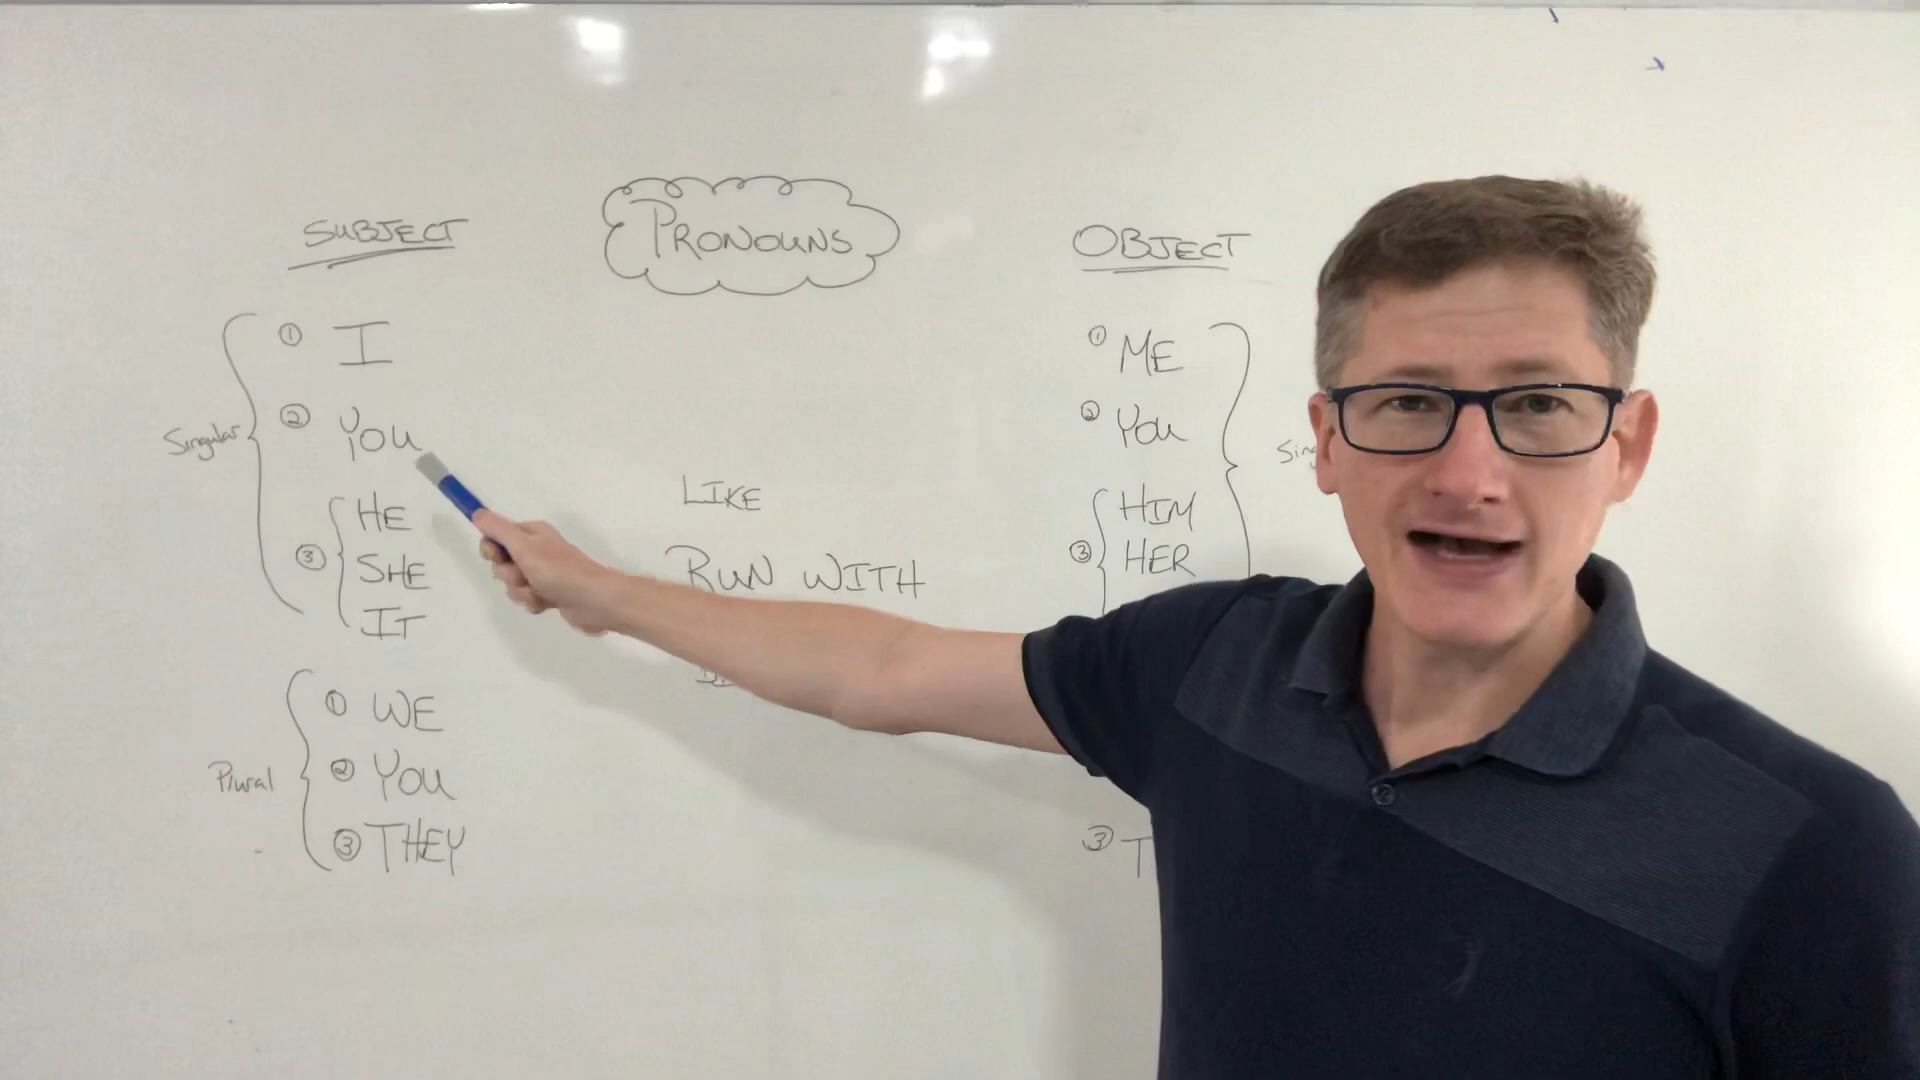 PRONOUNS
SUBJECT
Singular
① I
② YOU
③ HE
SHE
IT
Plural
① WE
② YOU
③ THEY
LIKE
RUN WITH
OBJECT
① ME
② YOU
③ HIM
HER
③ T